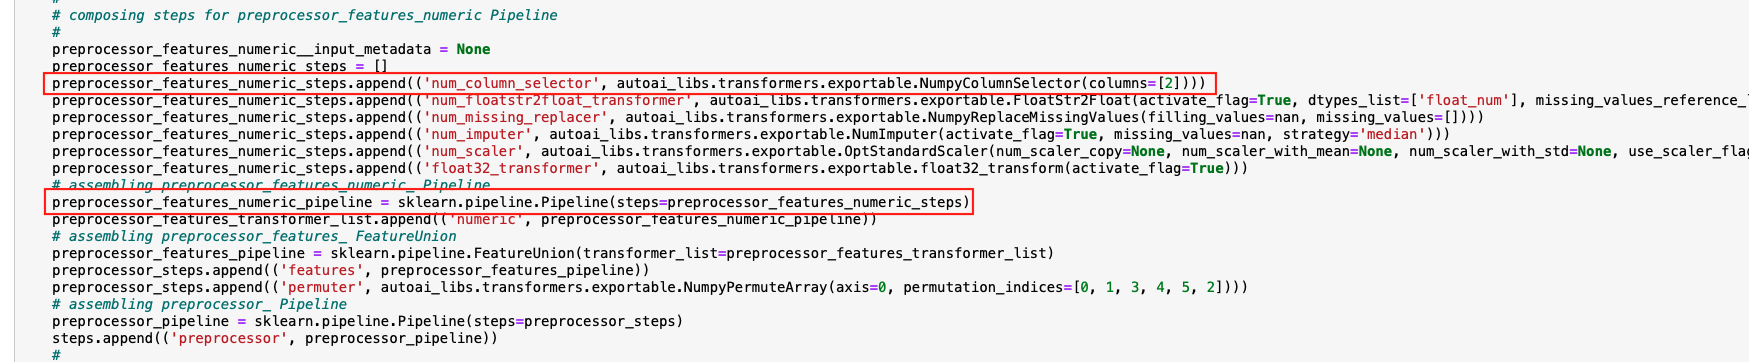 #
# composing steps for preprocessor_features_numeric Pipeline
#
preprocessor_features_numeric__input_metadata = None
preprocessor_features_numeric_steps = []
preprocessor_features_numeric_steps.append(('num_column_selector', autoai_libs.transformers.exportable.NumpyColumnSelector(columns=[2])))
preprocessor_features_numeric_steps.append(('num_floatstr2float_transformer', autoai_libs.transformers.exportable.FloatStr2Float(activate_flag=True, dtypes_list=['float_num'], missing_values_reference_
preprocessor_features_numeric_steps.append(('num_missing_replacer', autoai_libs.transformers.exportable.NumpyReplaceMissingValues(filling_values=nan, missing_values=[])))
preprocessor_features_numeric_steps.append(('num_imputer', autoai_libs.transformers.exportable.NumImputer(activate_flag=True, missing_values=nan, strategy='median')))
preprocessor_features_numeric_steps.append(('num_scaler', autoai_libs.transformers.exportable.OptStandardScaler(num_scaler_copy=None, num_scaler_with_mean=None, num_scaler_with_std=None, use_scaler_flag
preprocessor_features_numeric_steps.append(('float32_transformer', autoai_libs.transformers.exportable.float32_transform(activate_flag=True)))
# assembling preprocessor_features_numeric_ Pipeline
preprocessor_features_numeric_pipeline = sklearn.pipeline.Pipeline(steps=preprocessor_features_numeric_steps)
preprocessor_features_transformer_list.append(('numeric', preprocessor_features_numeric_pipeline))
# assembling preprocessor_features_ FeatureUnion
preprocessor_features_pipeline = sklearn.pipeline.FeatureUnion(transformer_list=preprocessor_features_transformer_list)
preprocessor_steps.append(('features', preprocessor_features_pipeline))
preprocessor_steps.append(('permuter', autoai_libs.transformers.exportable.NumpyPermuteArray(axis=0, permutation_indices=[0, 1, 3, 4, 5, 2])))
# assembling preprocessor_ Pipeline
preprocessor_pipeline = sklearn.pipeline.Pipeline(steps=preprocessor_steps)
steps.append(('preprocessor', preprocessor_pipeline))
#